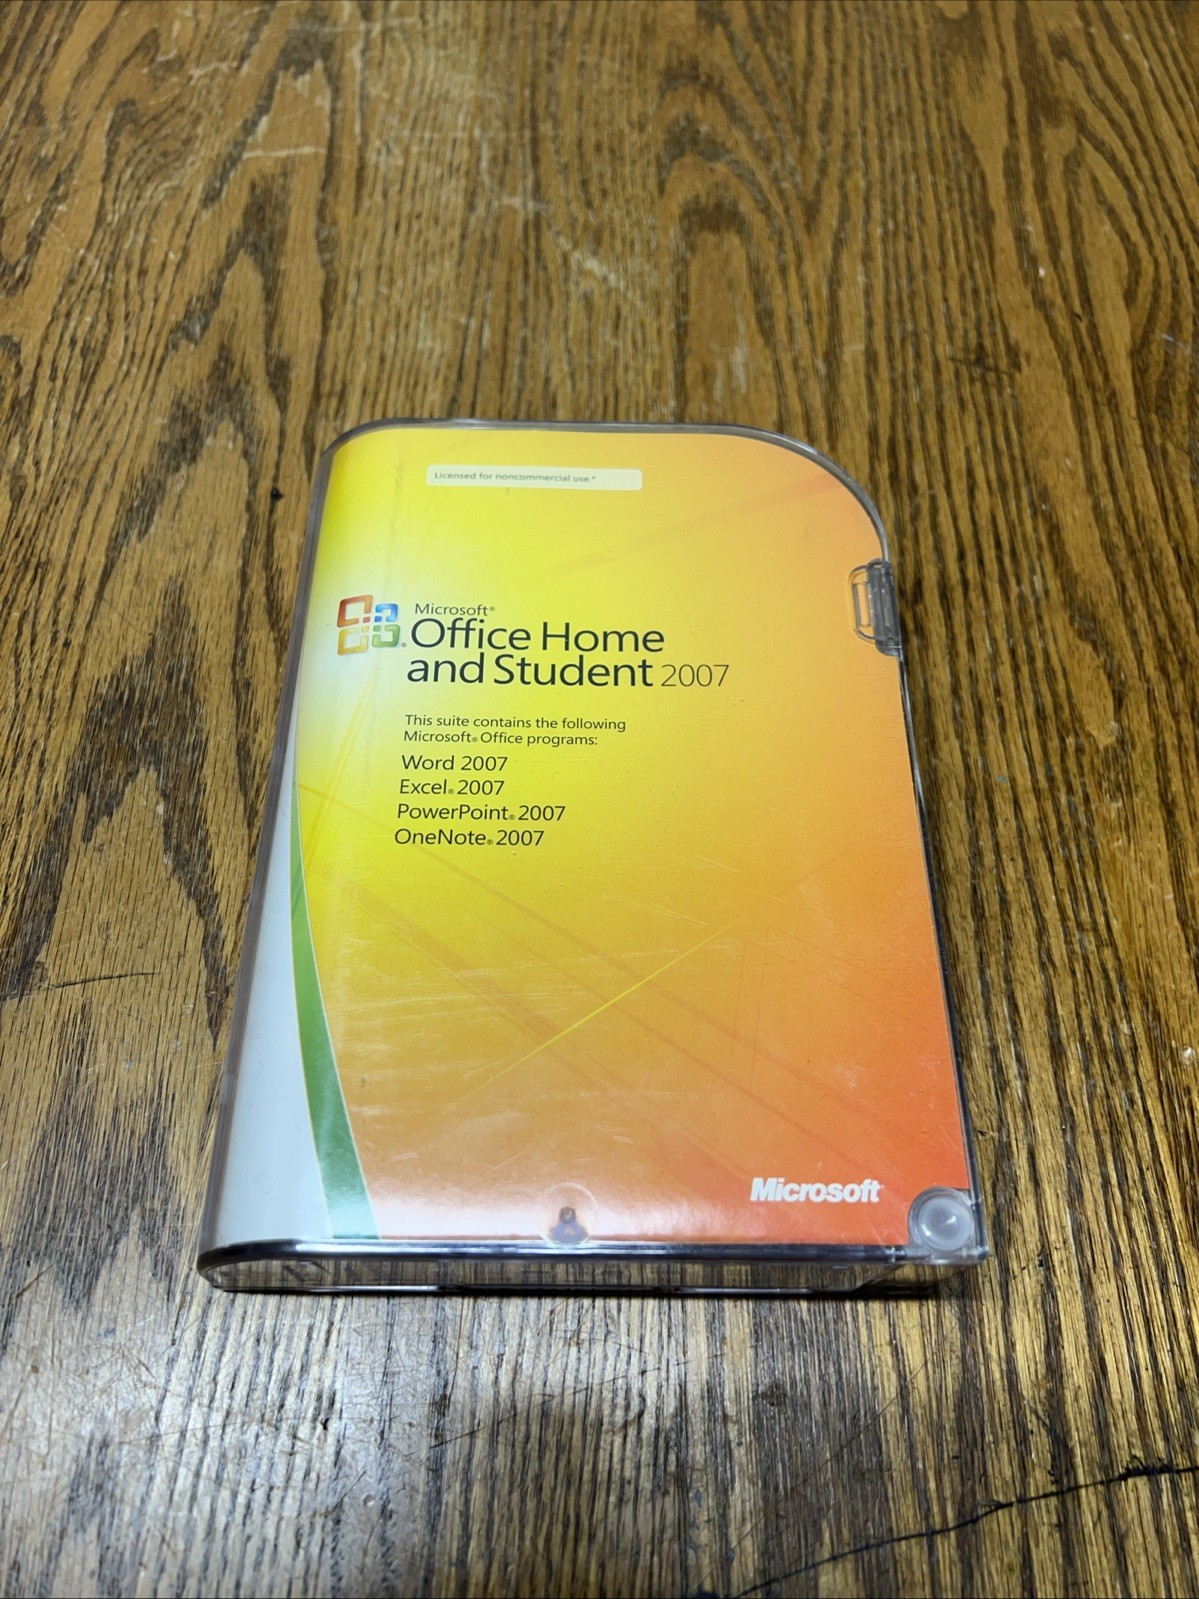 Licensed for noncommercial use.*
Microsoft®
Office Home
and Student 2007
This suite contains the following
Microsoft® Office programs:
Word 2007
Excel® 2007
PowerPoint® 2007
OneNote® 2007
Microsoft